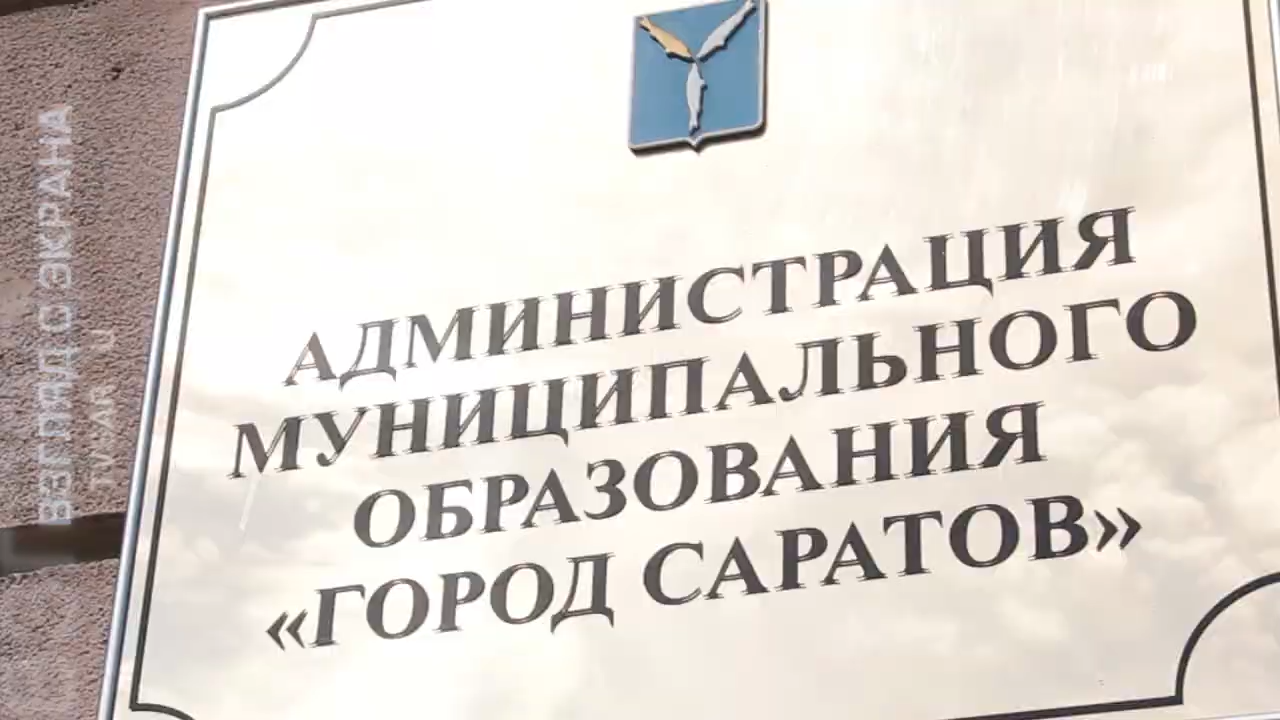 АДМИНИСТРАЦИЯ
МУНИЦИПАЛЬНОГО
ОБРАЗОВАНИЯ
«ГОРОД САРАТОВ»
ВЗГЛЯД С ЭКРАНА